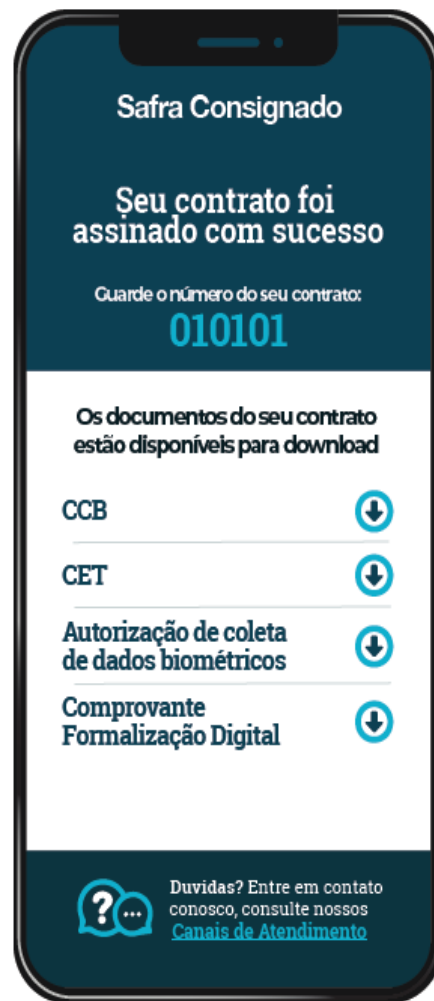 Safra Consignado
Seu contrato foi
assinado com sucesso
Guarde o número do seu contrato:
010101
Os documentos do seu contrato
estão disponíveis para download
CCB
CET
Autorização de coleta
de dados biométricos
Comprovante
Formalização Digital
?...
Duvidas? Entre em contato
conosco, consulte nossos
Canais de Atendimento